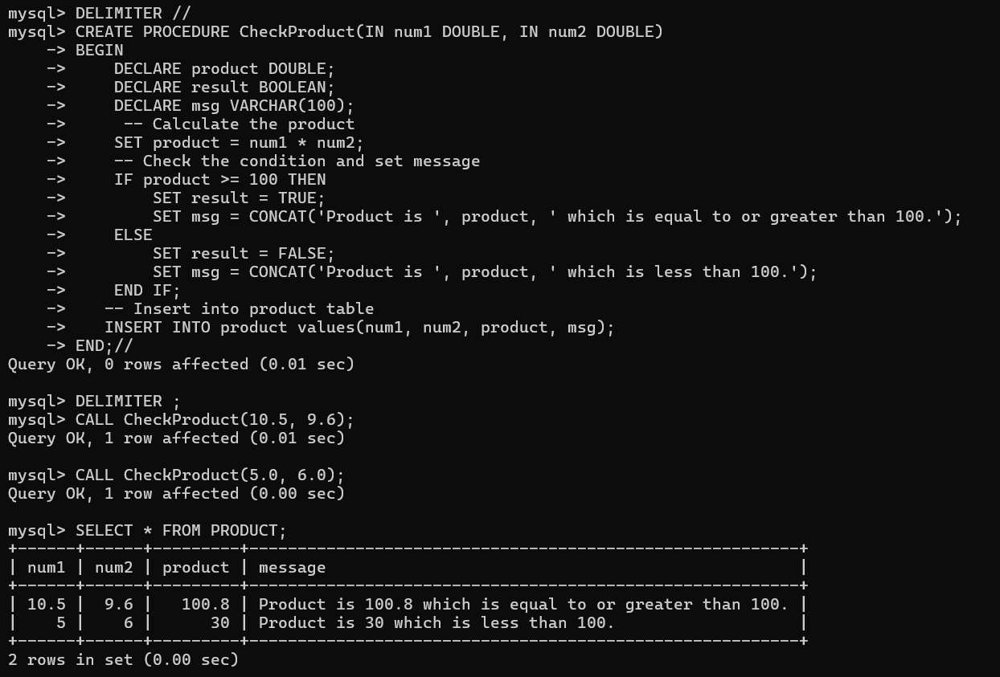 mysql> DELIMITER //
mysql> CREATE PROCEDURE CheckProduct(IN num1 DOUBLE, IN num2 DOUBLE)
    -> BEGIN
    ->     DECLARE product DOUBLE;
    ->     DECLARE result BOOLEAN;
    ->     DECLARE msg VARCHAR(100);
    ->      -- Calculate the product
    ->     SET product = num1 * num2;
    ->     -- Check the condition and set message
    ->     IF product >= 100 THEN
    ->         SET result = TRUE;
    ->         SET msg = CONCAT('Product is ', product, ' which is equal to or greater than 100.');
    ->     ELSE
    ->         SET result = FALSE;
    ->         SET msg = CONCAT('Product is ', product, ' which is less than 100.');
    ->     END IF;
    ->    -- Insert into product table
    ->    INSERT INTO product values(num1, num2, product, msg);
    -> END;//
Query OK, 0 rows affected (0.01 sec)

mysql> DELIMITER ;
mysql> CALL CheckProduct(10.5, 9.6);
Query OK, 1 row affected (0.01 sec)

mysql> CALL CheckProduct(5.0, 6.0);
Query OK, 1 row affected (0.00 sec)

mysql> SELECT * FROM PRODUCT;
+------+------+---------+---------------------------------------------------------+
| num1 | num2 | product | message                                                 |
+------+------+---------+---------------------------------------------------------+
| 10.5 |  9.6 |   100.8 | Product is 100.8 which is equal to or greater than 100. |
|    5 |    6 |      30 | Product is 30 which is less than 100.                   |
+------+------+---------+---------------------------------------------------------+
2 rows in set (0.00 sec)